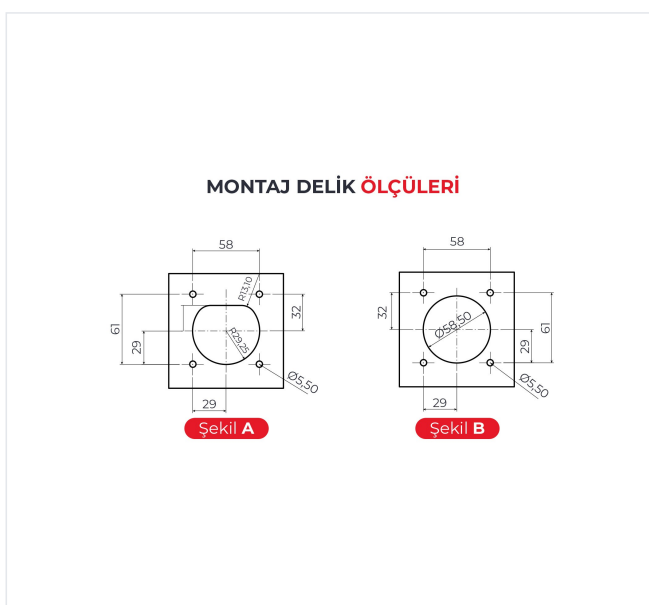 MONTAJ DELİK ÖLÇÜLERİ
58
R13,10
32
61
29
R29,25
Ø5,50
29
Şekil A
58
32
Ø58,50
61
29
Ø5,50
29
Şekil B